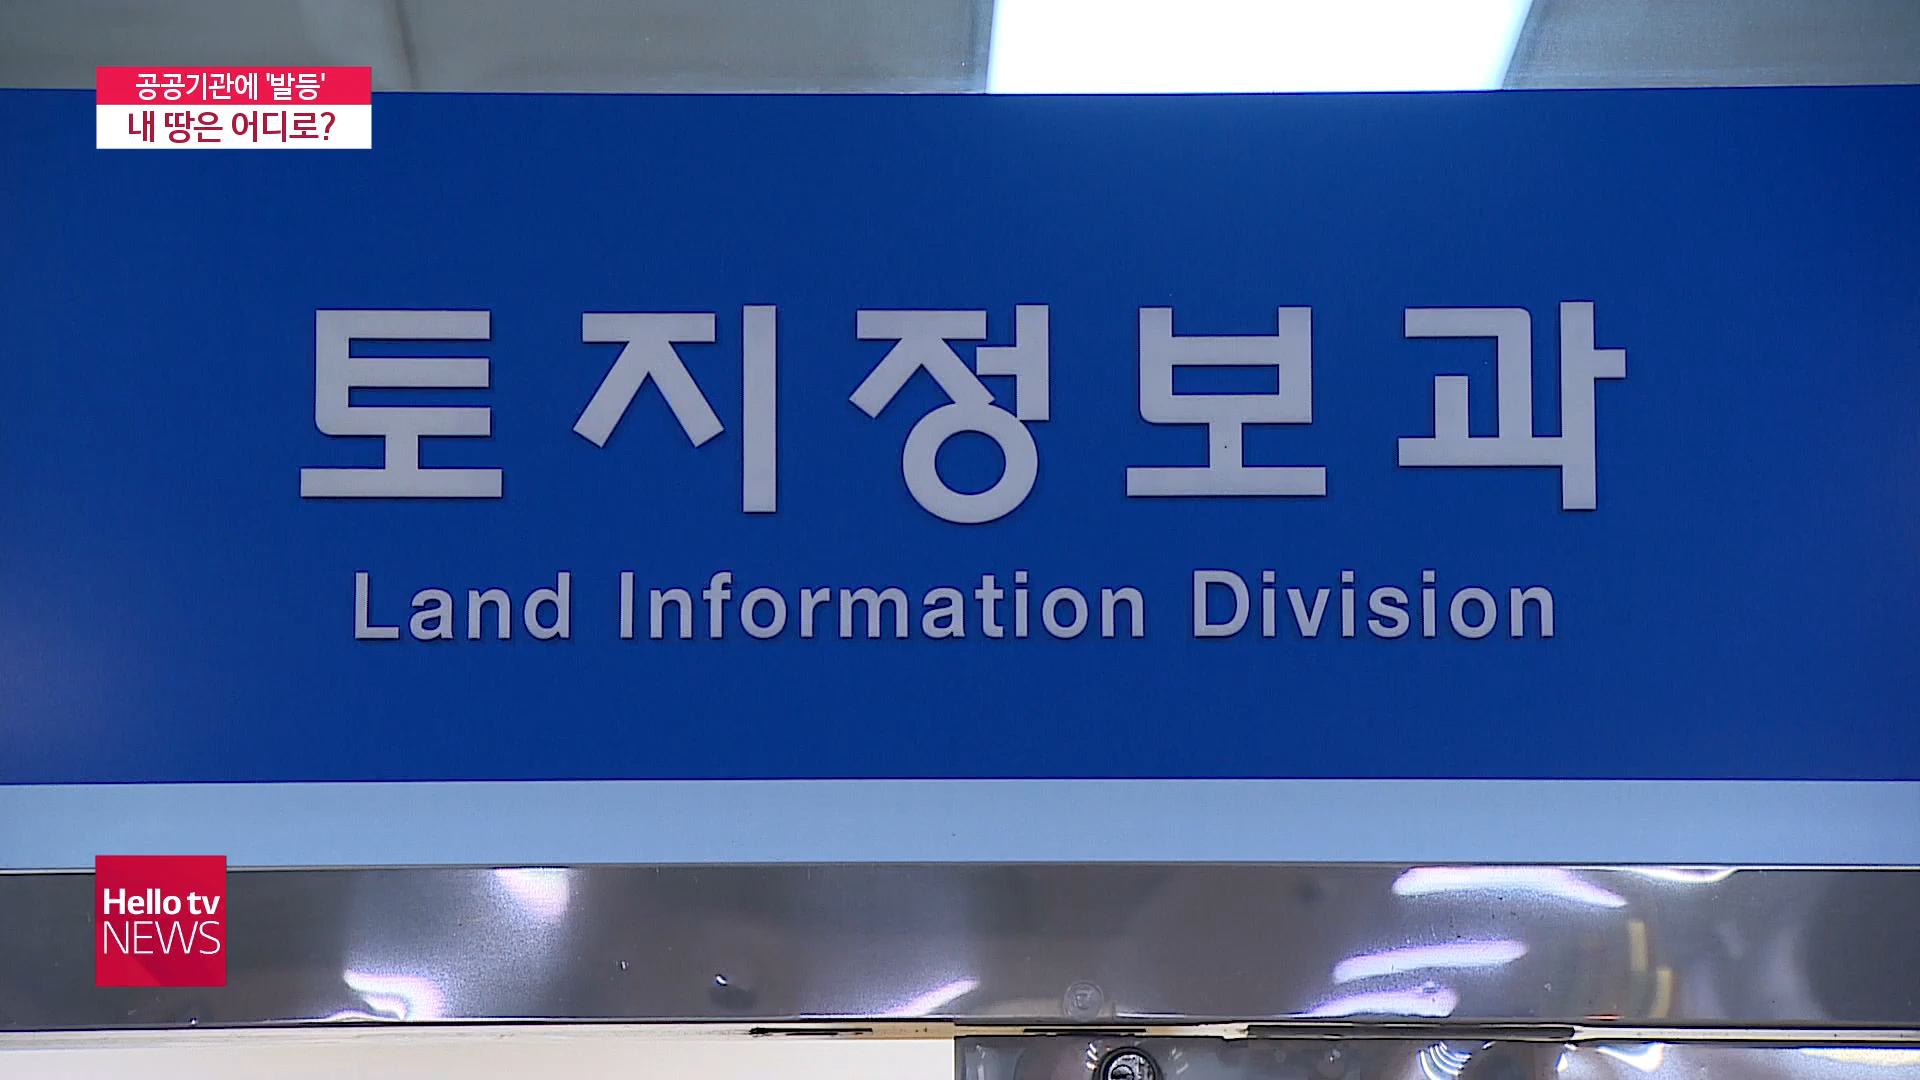 공공기관에 '발등'
내 땅은 어디로?
토지정보과
Land Information Division
Hello tv
NEWS